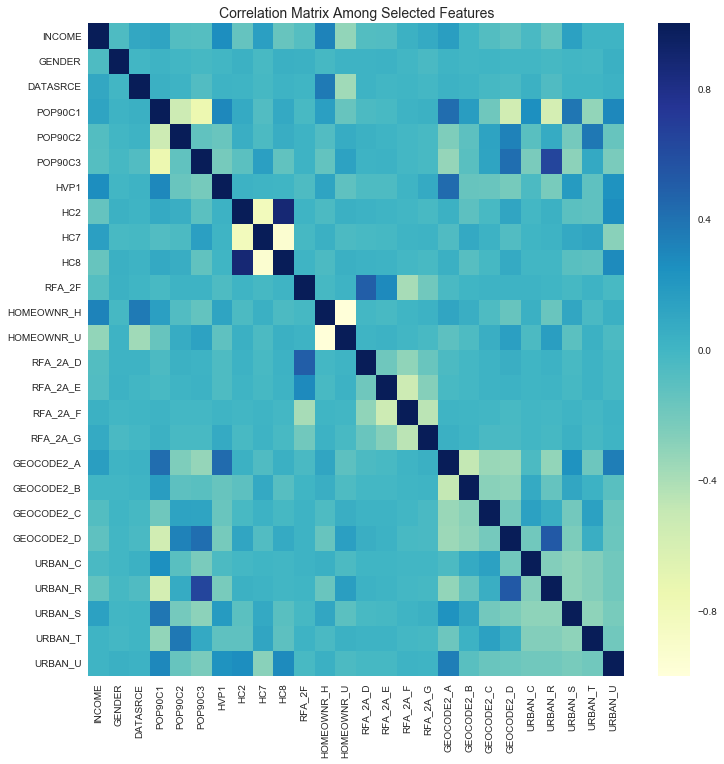 Correlation Matrix Among Selected Features
INCOME
GENDER
DATASRCE
POP90C1
POP90C2
POP90C3
HVP1
HC2
HC7
HC8
RFA_2F
HOMEOWNR_H
HOMEOWNR_U
RFA_2A_D
RFA_2A_E
RFA_2A_F
RFA_2A_G
GEOCODE2_A
GEOCODE2_B
GEOCODE2_C
GEOCODE2_D
URBAN_C
URBAN_R
URBAN_S
URBAN_T
URBAN_U
INCOME
GENDER
DATASRCE
POP90C1
POP90C2
POP90C3
HVP1
HC2
HC7
HC8
RFA_2F
HOMEOWNR_H
HOMEOWNR_U
RFA_2A_D
RFA_2A_E
RFA_2A_F
RFA_2A_G
GEOCODE2_A
GEOCODE2_B
GEOCODE2_C
GEOCODE2_D
URBAN_C
URBAN_R
URBAN_S
URBAN_T
URBAN_U
0.8
0.4
0.0
−0.4
−0.8